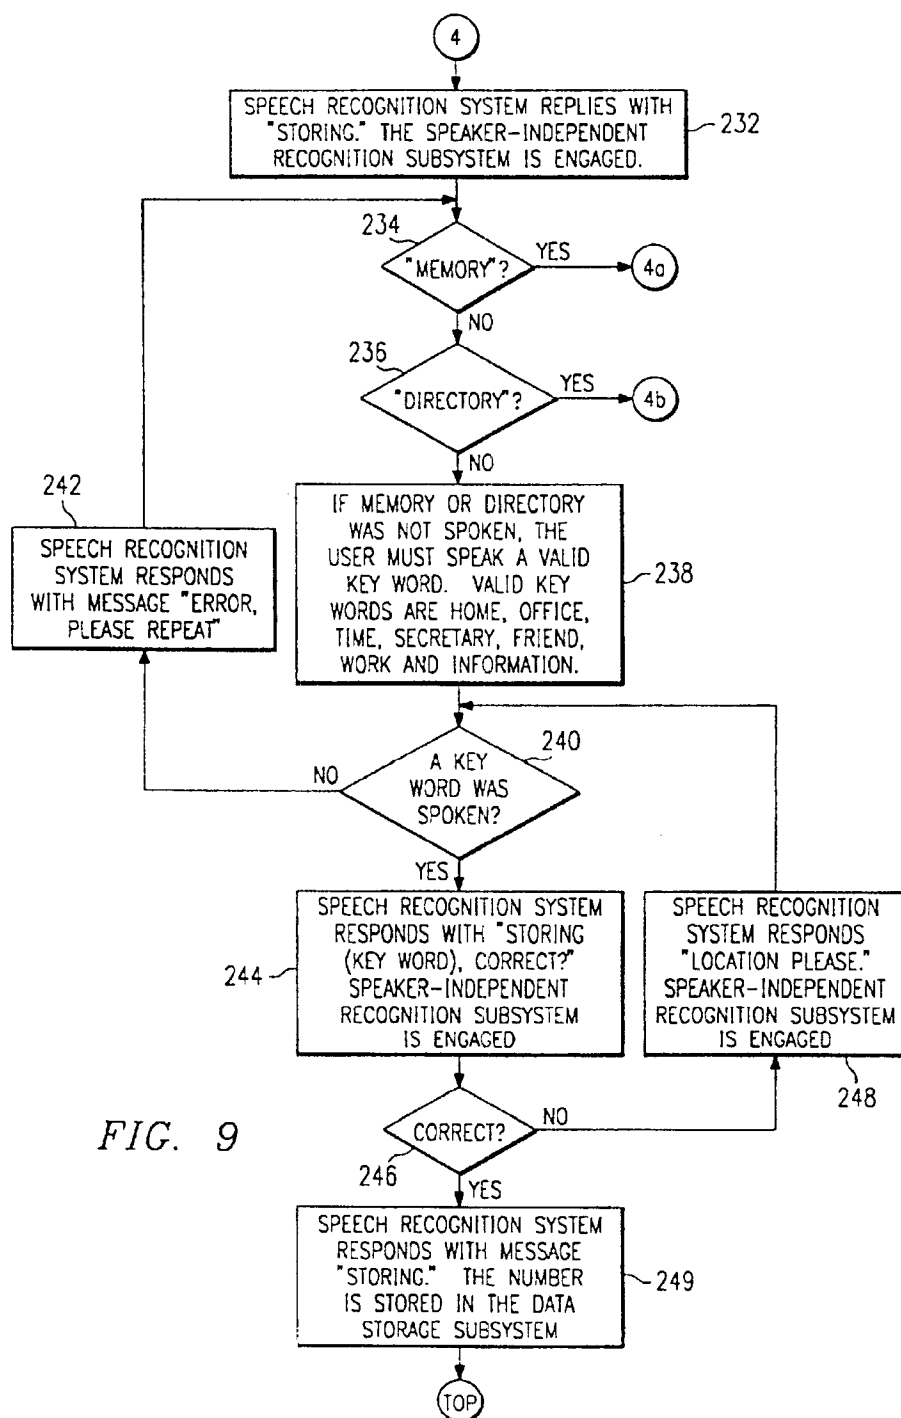 4
SPEECH RECOGNITION SYSTEM REPLIES WITH
"STORING." THE SPEAKER-INDEPENDENT
RECOGNITION SUBSYSTEM IS ENGAGED.
232
234
"MEMORY"?
YES
4a
NO
236
"DIRECTORY"?
YES
4b
NO
242
SPEECH RECOGNITION
SYSTEM RESPONDS
WITH MESSAGE "ERROR,
PLEASE REPEAT"
IF MEMORY OR DIRECTORY
WAS NOT SPOKEN, THE
USER MUST SPEAK A VALID
KEY WORD. VALID KEY
WORDS ARE HOME, OFFICE,
TIME, SECRETARY, FRIEND,
WORK AND INFORMATION.
238
240
A KEY
WORD WAS
SPOKEN?
NO
YES
244
SPEECH RECOGNITION SYSTEM
RESPONDS WITH "STORING
(KEY WORD), CORRECT?"
SPEAKER-INDEPENDENT
RECOGNITION SUBSYSTEM
IS ENGAGED
SPEECH RECOGNITION
SYSTEM RESPONDS
"LOCATION PLEASE."
SPEAKER-INDEPENDENT
RECOGNITION SUBSYSTEM
IS ENGAGED
248
FIG. 9
CORRECT?
NO
246
YES
SPEECH RECOGNITION SYSTEM
RESPONDS WITH MESSAGE
"STORING." THE NUMBER
IS STORED IN THE DATA
STORAGE SUBSYSTEM
249
TOP